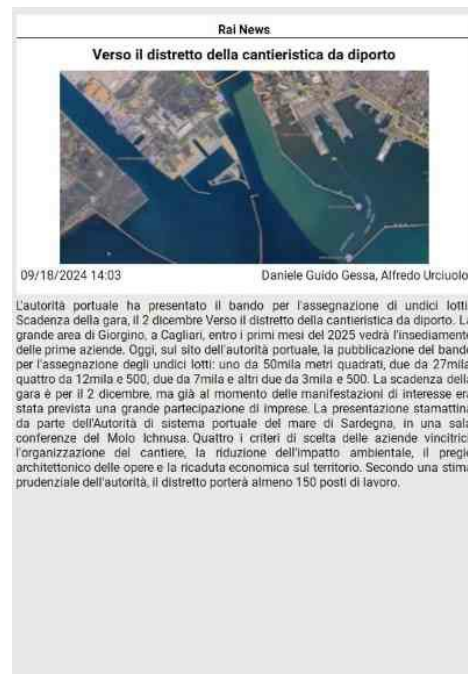 Rai News
Verso il distretto della cantieristica da diporto
09/18/2024 14:03 Daniele Guido Gessa, Alfredo Urciuolo
L'autorità portuale ha presentato il bando per l'assegnazione di undici lotti
Scadenza della gara, il 2 dicembre Verso il distretto della cantieristica da diporto. La
grande area di Giorgino, a Cagliari, entro i primi mesi del 2025 vedrà l'insediamento
delle prime aziende. Oggi, sul sito dell'autorità portuale, la pubblicazione del bando
per l'assegnazione degli undici lotti: uno da 50mila metri quadrati, due da 27mila
quattro da 12mila e 500, due da 7mila e altri due da 3mila e 500. La scadenza della
gara è per il 2 dicembre, ma già al momento delle manifestazioni di interesse era
stata prevista una grande partecipazione di imprese. La presentazione stamattina
da parte dell'Autorità di sistema portuale del mare di Sardegna, in una sala
conferenze del Molo Ichnusa. Quattro i criteri di scelta delle aziende vincitrici
l'organizzazione del cantiere, la riduzione dell'impatto ambientale, il pregio
architettonico delle opere e la ricaduta economica sul territorio. Secondo una stima
prudenziale dell'autorità, il distretto porterà almeno 150 posti di lavoro.